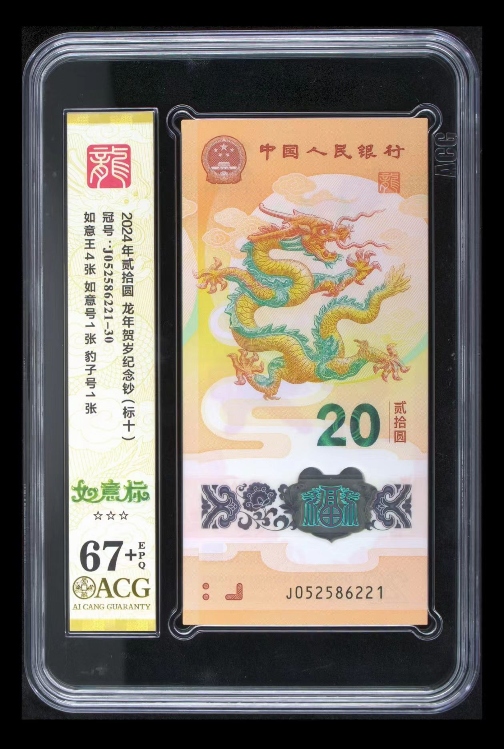 龍
2024年贰拾圆 龙年贺岁纪念钞（标十）
冠号：J052586221-30
如意王4张 如意号1张 豹子号1张
如意标
☆☆☆
67+
EPQ
ACG
AI CANG GUARANTY
中国人民银行
20
贰拾圆
J052586221
ACG